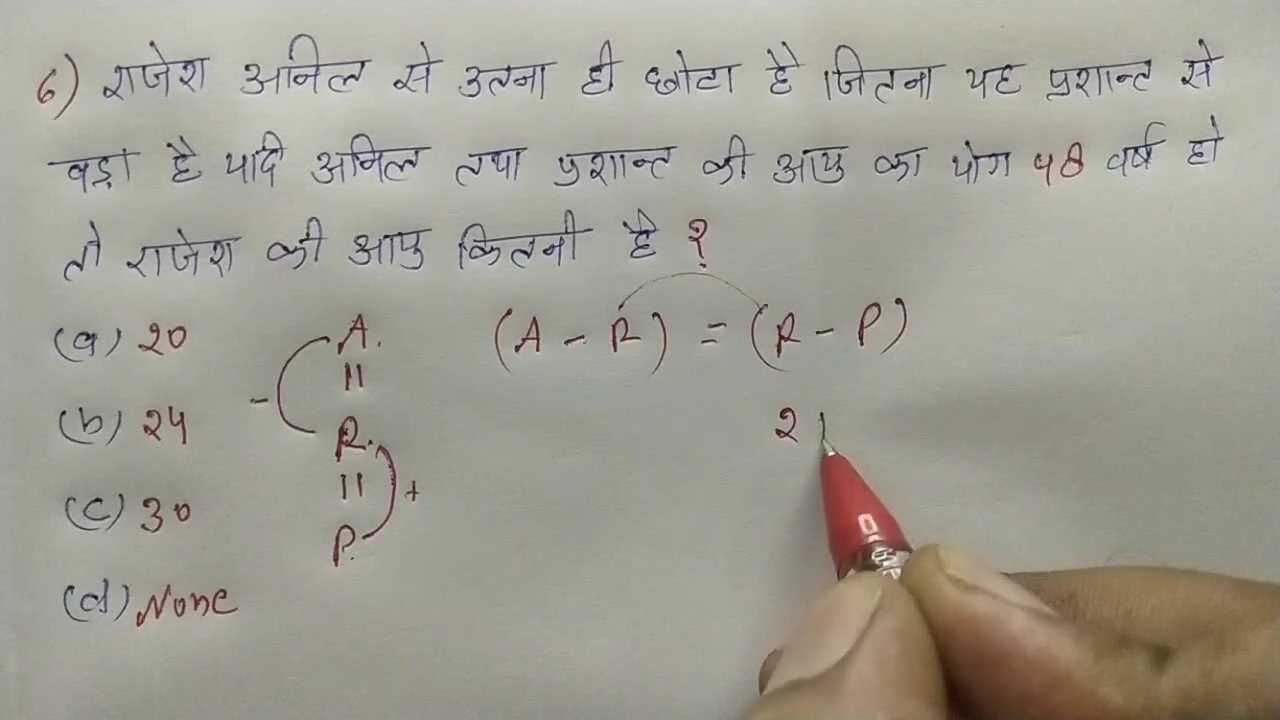 6) राजेश अनिल से उतना ही छोटा है जितना यह प्रशान्त से
बड़ा है यदि अनिल तथा प्रशान्त की आयु का योग 48 वर्ष हो
तो राजेश की आयु कितनी है ?
(a) 20
(b) 24
(c) 30
(d) None
A.
=
R.
=
P.
-
+
(A - R) = (R - P)
2